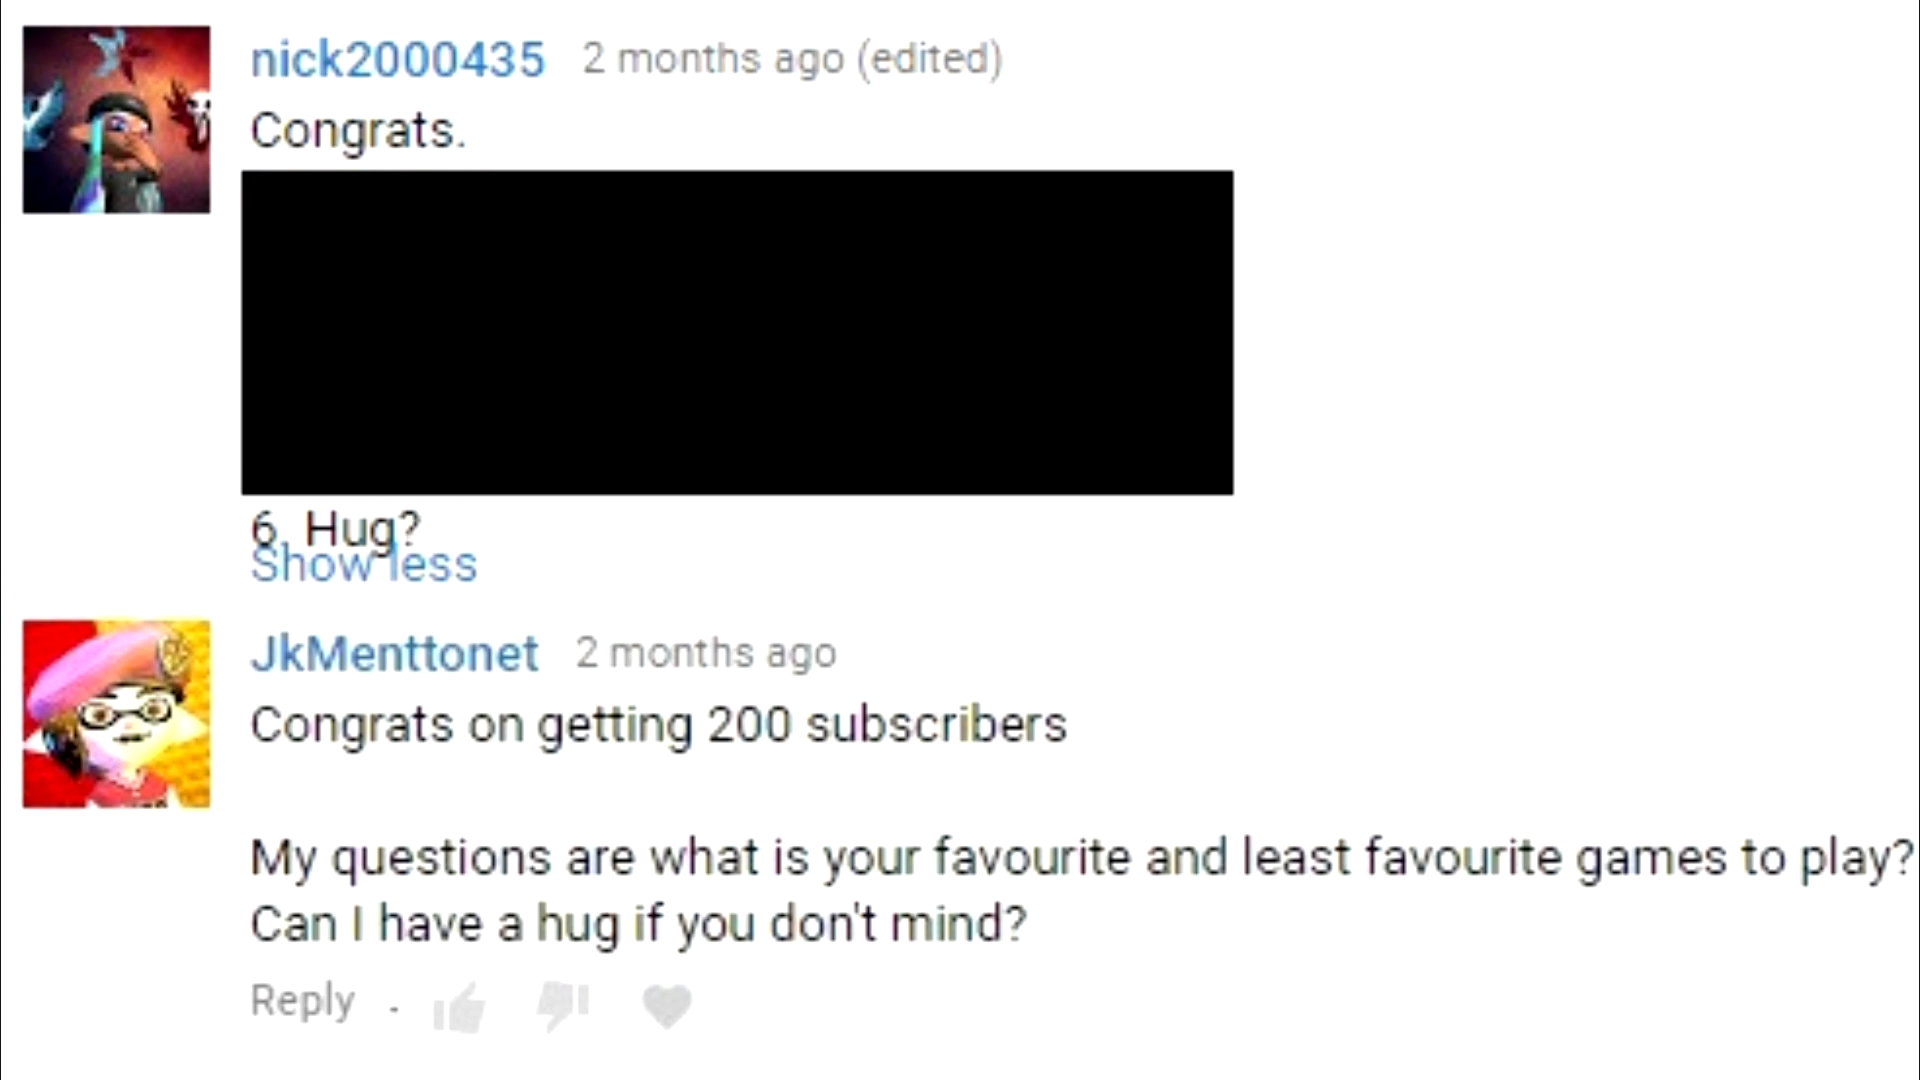 nick2000435 2 months ago (edited)
Congrats.
6. Hug?
Show less
JkMenttonet 2 months ago
Congrats on getting 200 subscribers
My questions are what is your favourite and least favourite games to play?
Can I have a hug if you don't mind?
Reply